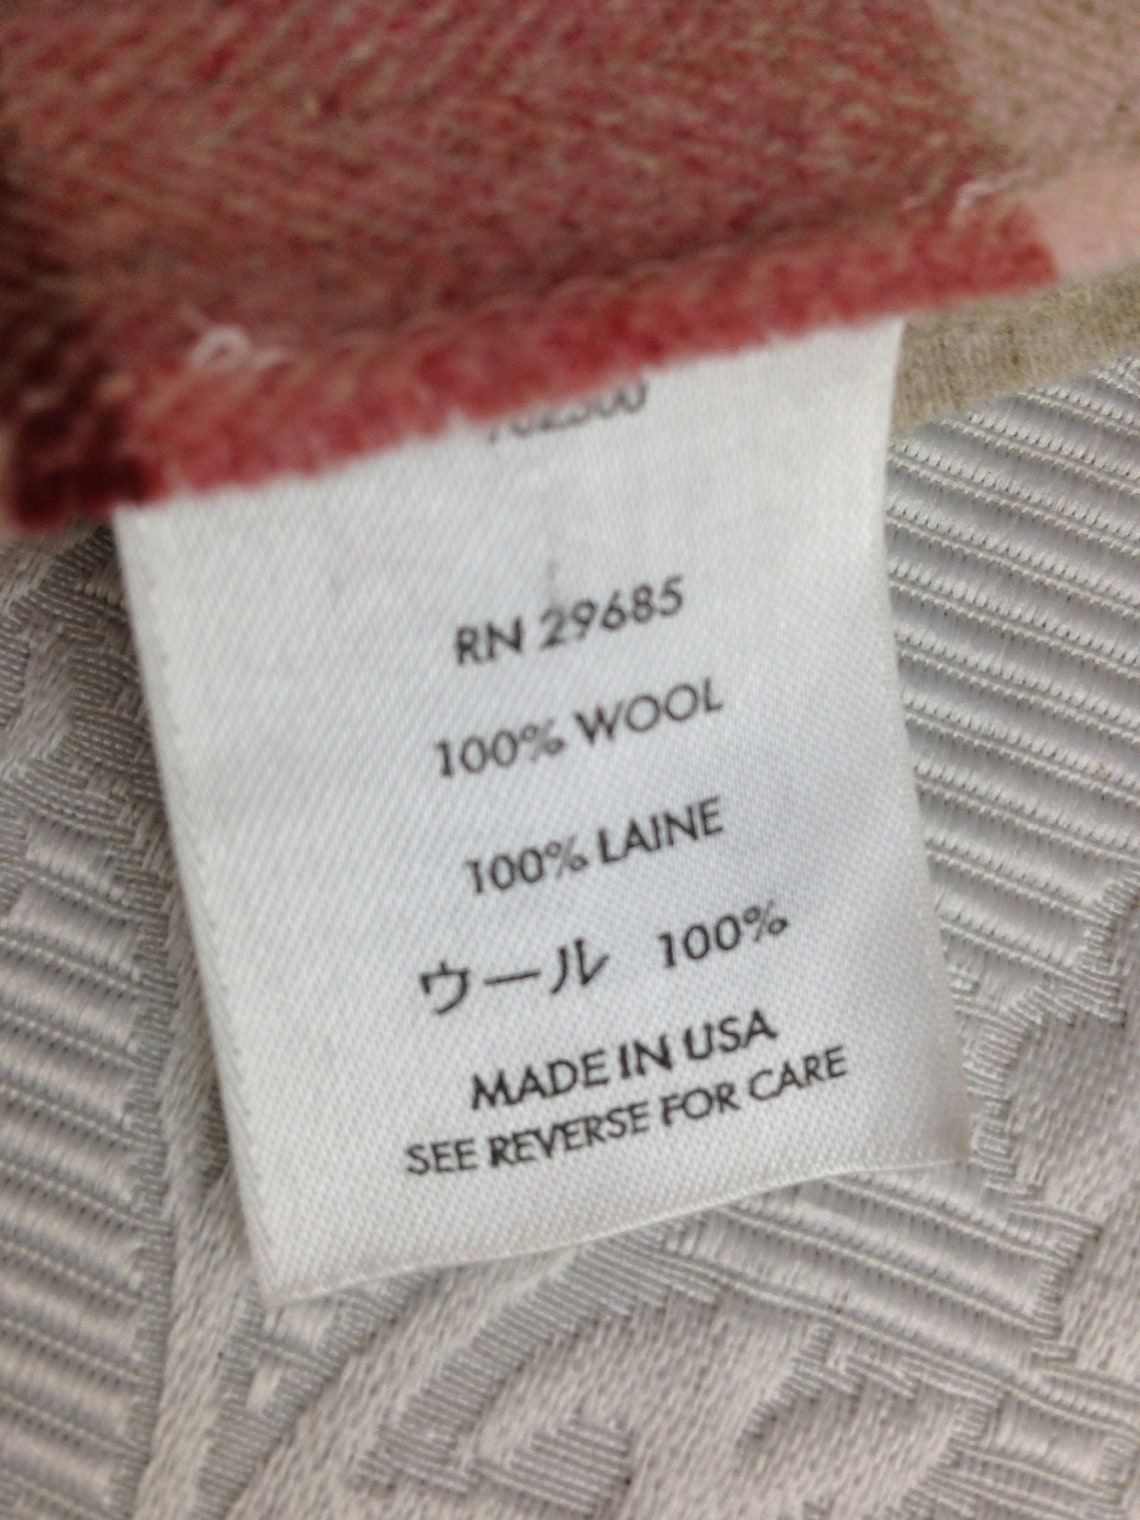 RN 29685
100% WOOL
100% LAINE
ウール 100%
MADE IN USA
SEE REVERSE FOR CARE